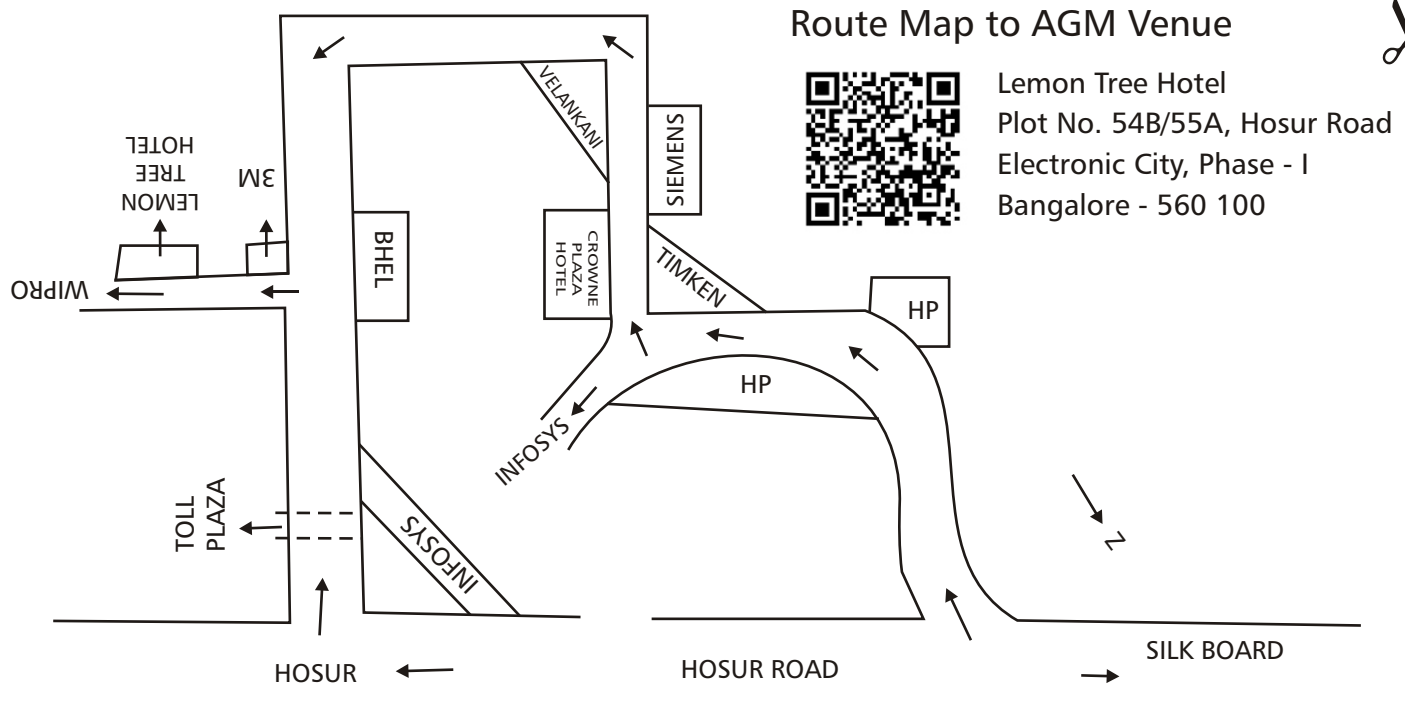 Route Map to AGM Venue
Lemon Tree Hotel
Plot No. 54B/55A, Hosur Road
Electronic City, Phase - I
Bangalore - 560 100
VELANKANI
SIEMENS
LEMON
TREE
HOTEL
3M
WIPRO
BHEL
CROWNE
PLAZA
HOTEL
TIMKEN
HP
HP
INFOSYS
TOLL
PLAZA
INFOSYS
N
HOSUR
HOSUR ROAD
SILK BOARD